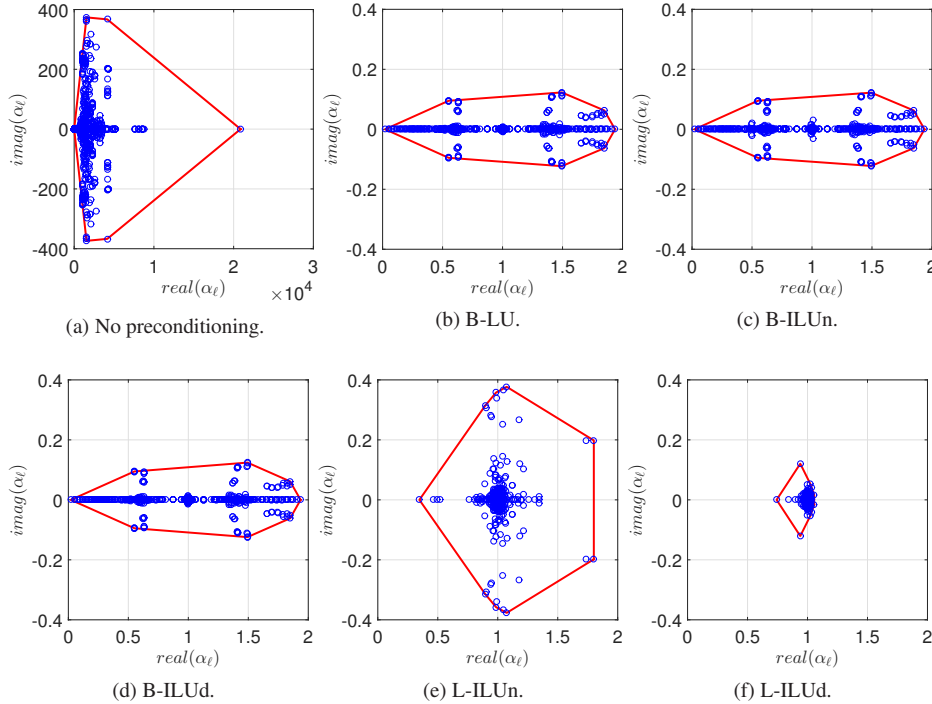 400
200
0
-200
-400
imag(αℓ)
0 1 2 3
real(αℓ)
×10⁴
(a) No preconditioning.
0.4
0.2
0
-0.2
-0.4
imag(αℓ)
0 0.5 1 1.5 2
real(αℓ)
(b) B-LU.
0.4
0.2
0
-0.2
-0.4
imag(αℓ)
0 0.5 1 1.5 2
real(αℓ)
(c) B-ILUn.
0.4
0.2
0
-0.2
-0.4
imag(αℓ)
0 0.5 1 1.5 2
real(αℓ)
(d) B-ILUd.
0.4
0.2
0
-0.2
-0.4
imag(αℓ)
0 0.5 1 1.5 2
real(αℓ)
(e) L-ILUn.
0.4
0.2
0
-0.2
-0.4
imag(αℓ)
0 0.5 1 1.5 2
real(αℓ)
(f) L-ILUd.